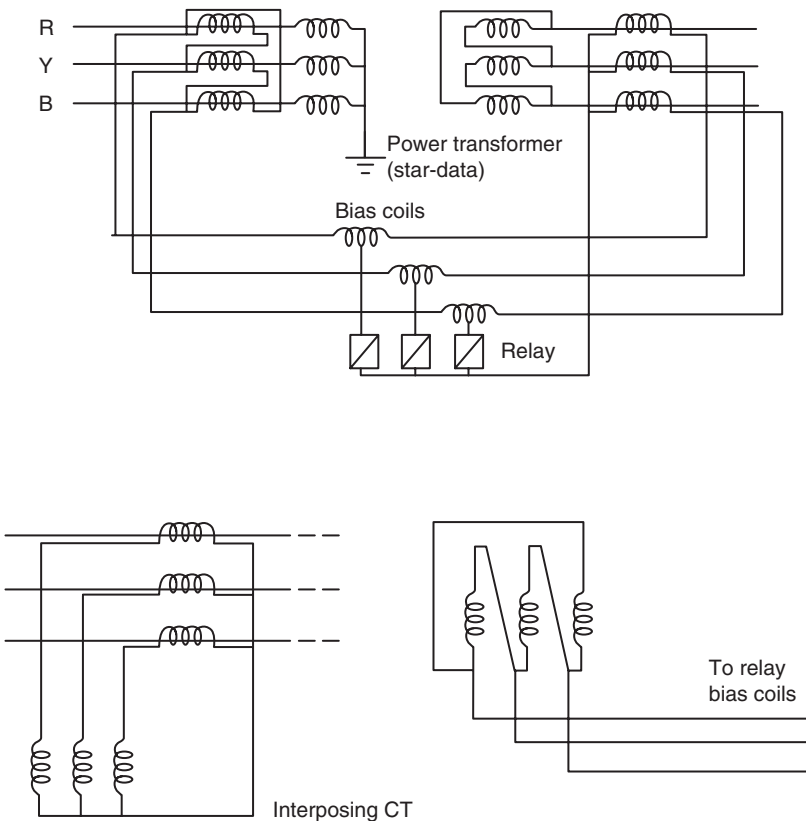 R
Y
B
Power transformer
(star-data)
Bias coils
Relay
To relay
bias coils
Interposing CT